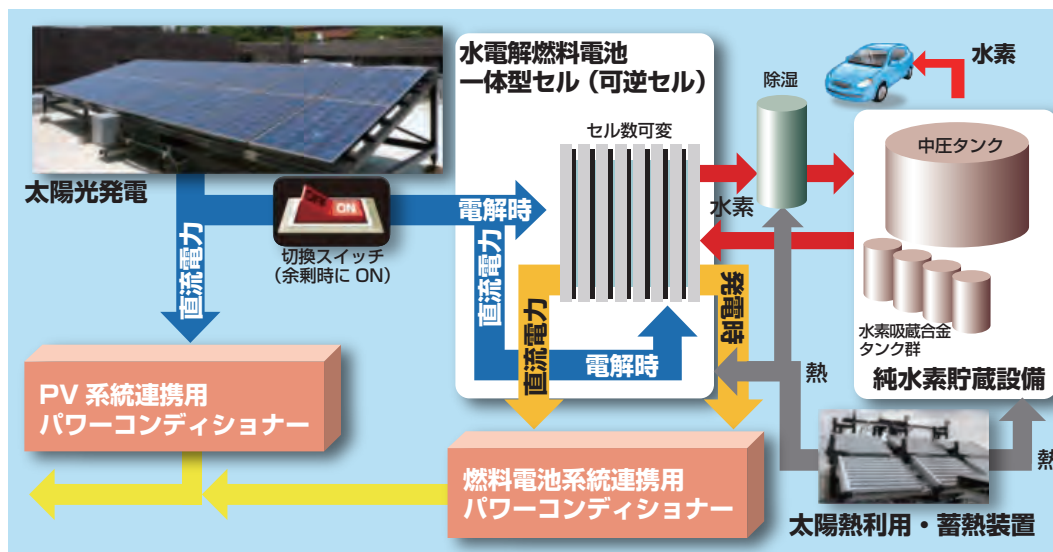 水電解燃料電池
一体型セル（可逆セル）
セル数可変
除湿
水素
中圧タンク
太陽光発電
OFF
ON
切換スイッチ
（余剰時に ON）
電解時
水素
直流電力
直流電力
直流電力
発電時
電解時
水素吸蔵合金
タンク群
純水素貯蔵設備
熱
熱
PV 系統連携用
パワーコンディショナー
燃料電池系統連携用
パワーコンディショナー
太陽熱利用・蓄熱装置